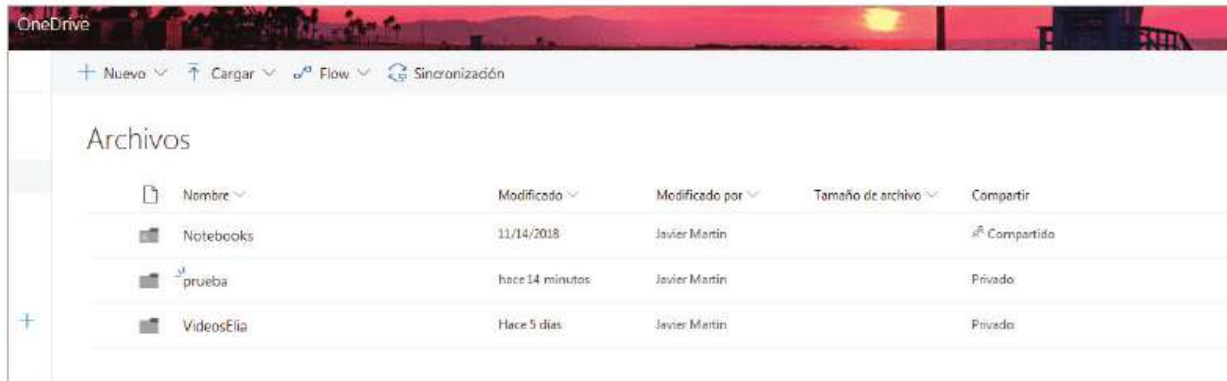 OneDrive
Nuevo Cargar Flow Sincronización
Archivos
Nombre Modificado Modificado por Tamaño de archivo Compartir
Notebooks 11/14/2018 Javier Martin Compartido
prueba hace 14 minutos Javier Martin Privado
VideosElia Hace 5 días Javier Martin Privado